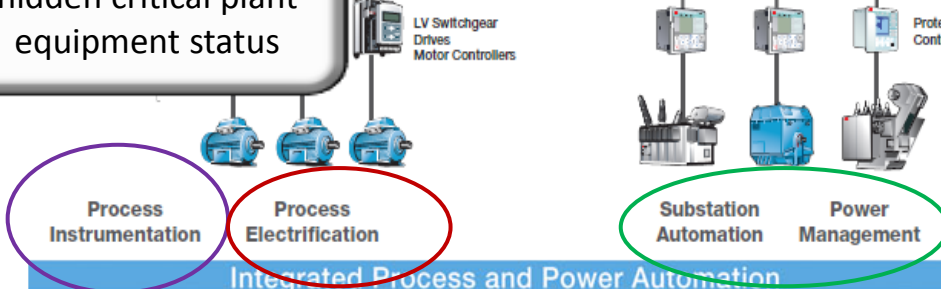 hidden critical plant
equipment status
LV Switchgear
Drives
Motor Controllers
Process
Instrumentation
Process
Electrification
Substation
Automation
Power
Management
Integrated Process and Power Automation